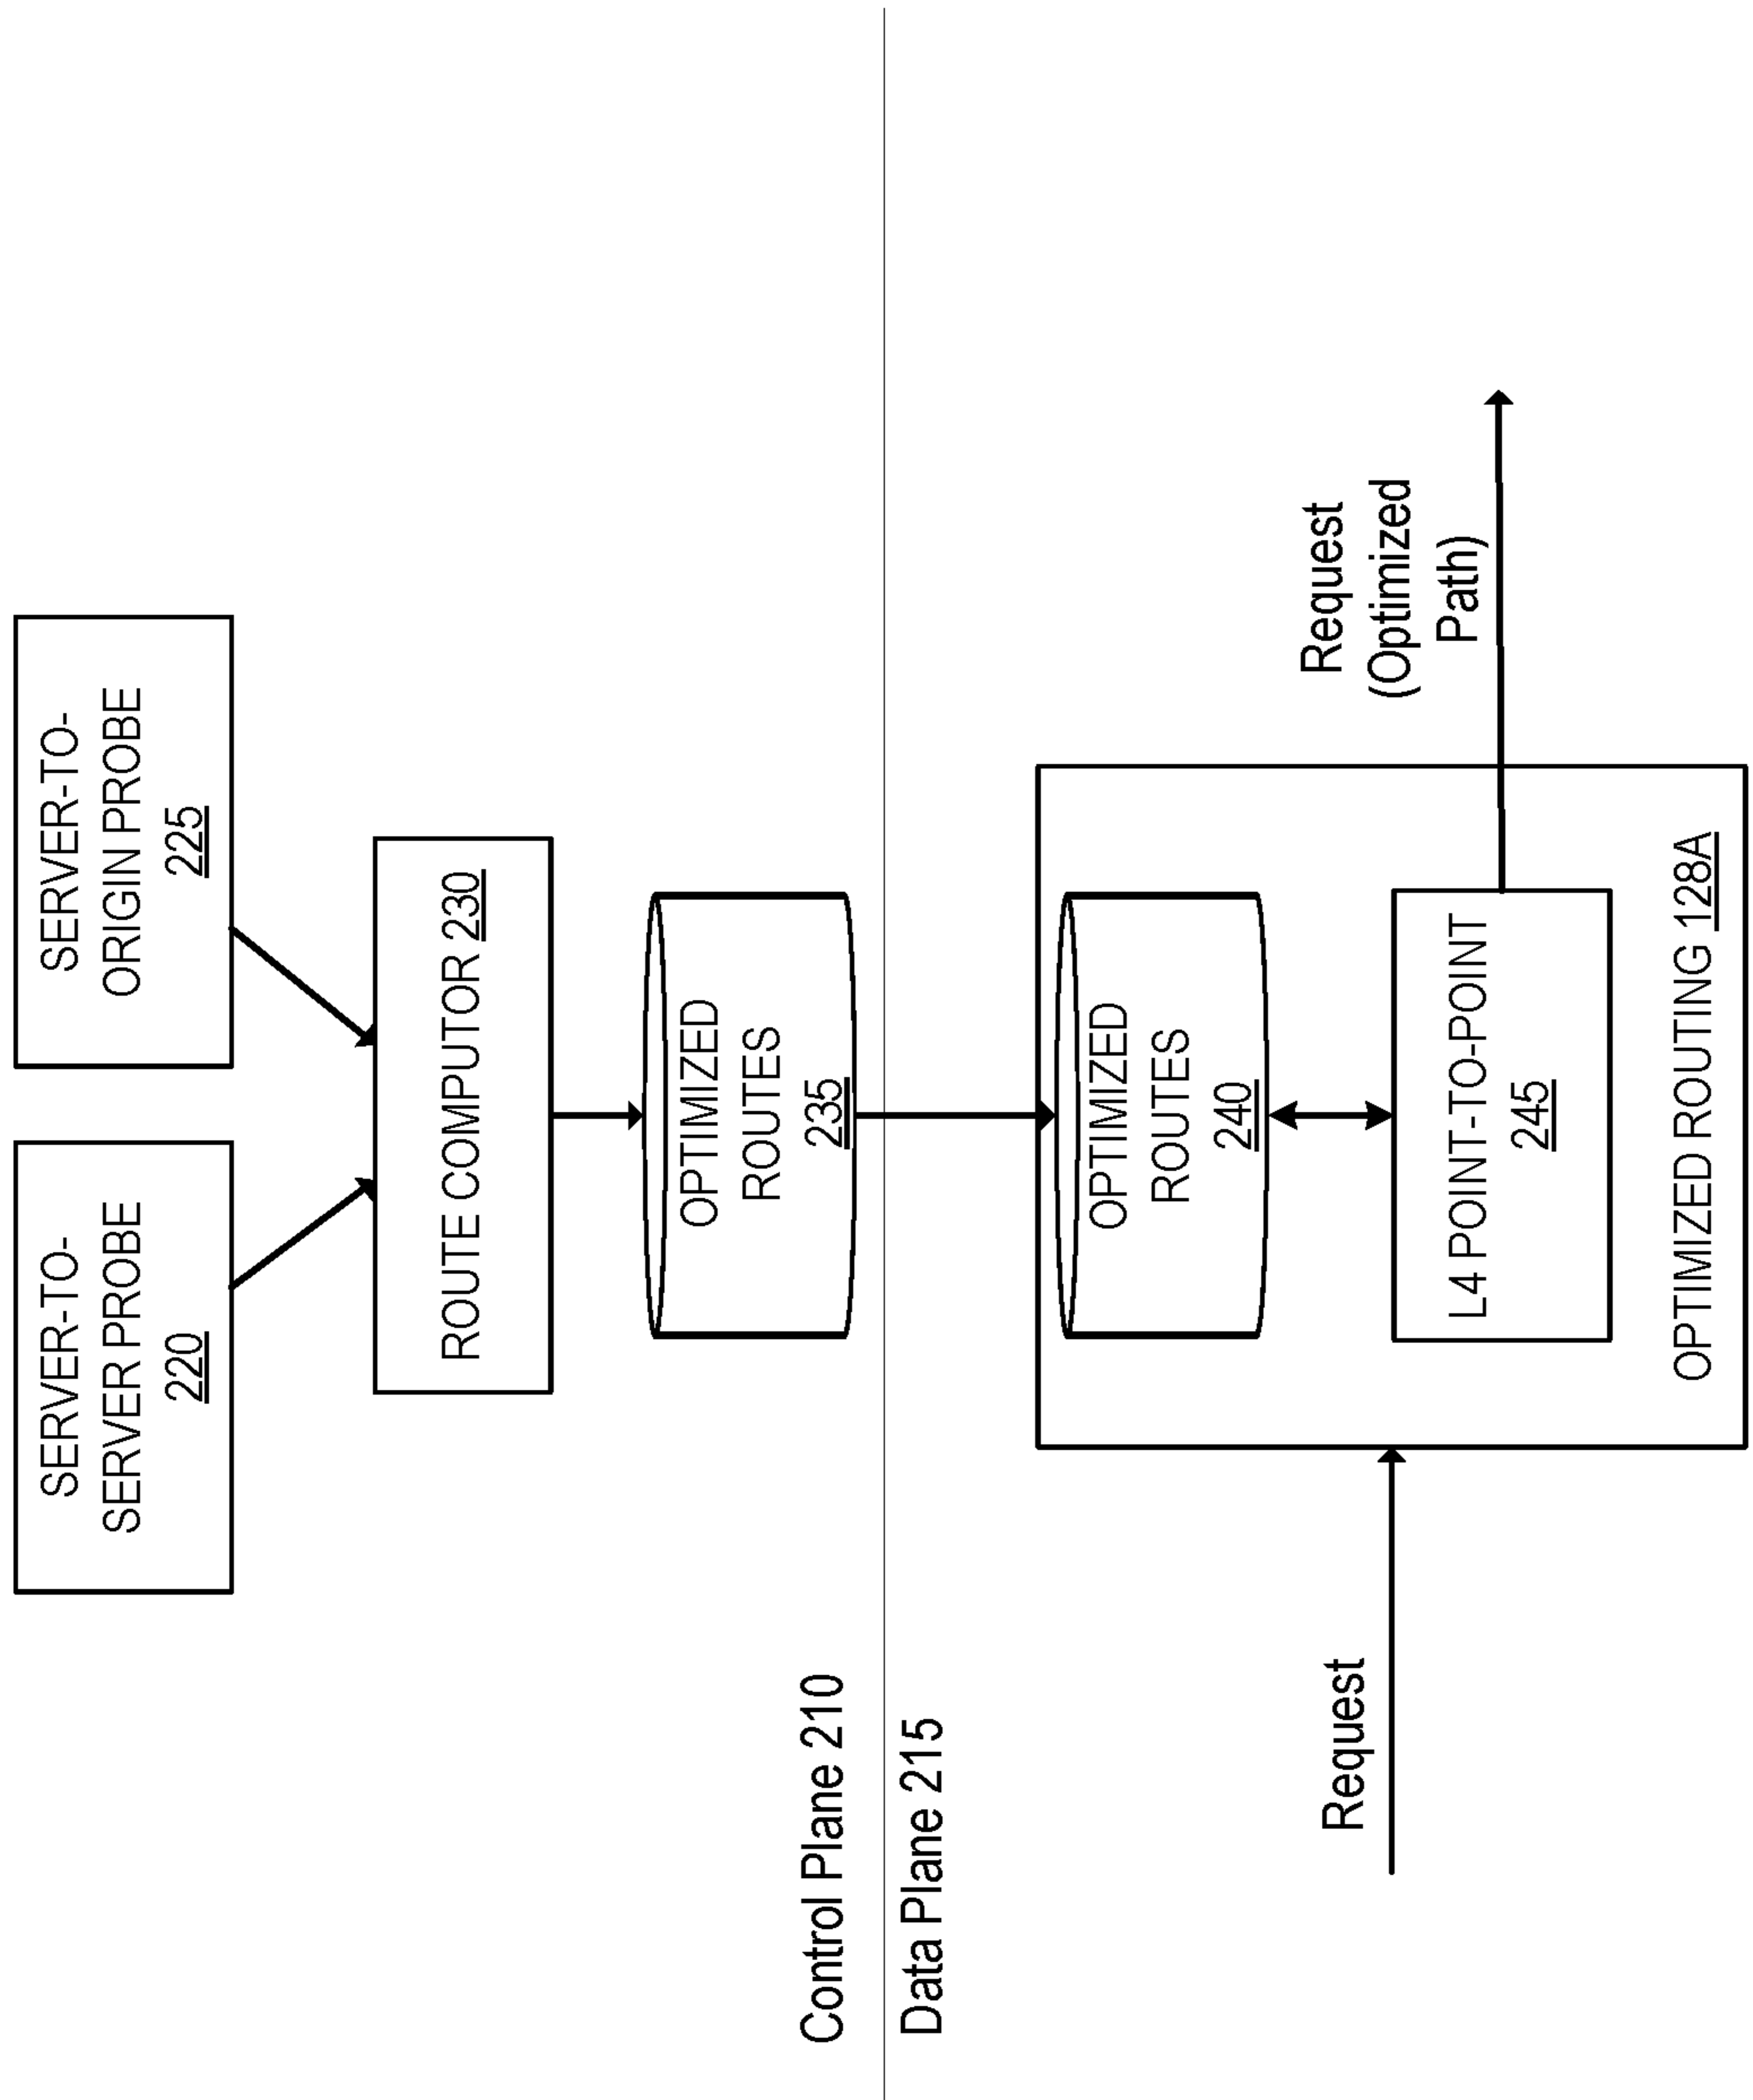 SERVER-TO-
SERVER PROBE
220
SERVER-TO-
ORIGIN PROBE
225
ROUTE COMPUTOR 230
OPTIMIZED
ROUTES
235
Control Plane 210
Data Plane 215
OPTIMIZED
ROUTES
240
Request
L4 POINT-TO-POINT
245
Request
(Optimized
Path)
OPTIMIZED ROUTING 128A